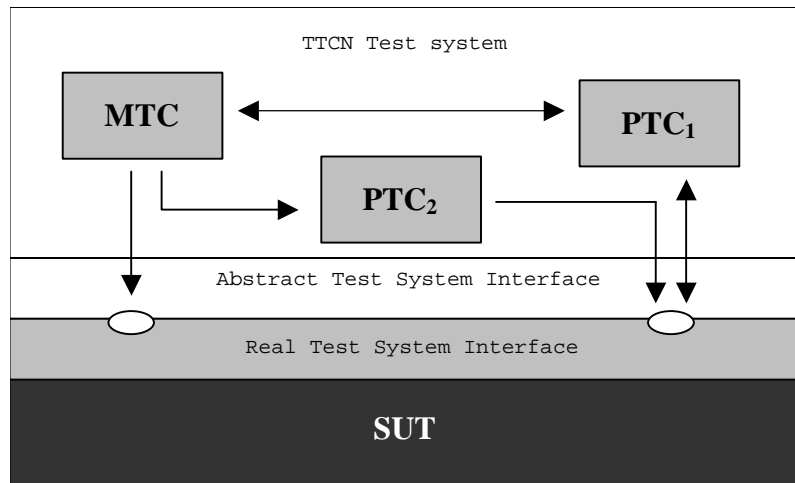 TTCN Test system
MTC
PTC₁
PTC₂
Abstract Test System Interface
Real Test System Interface
SUT